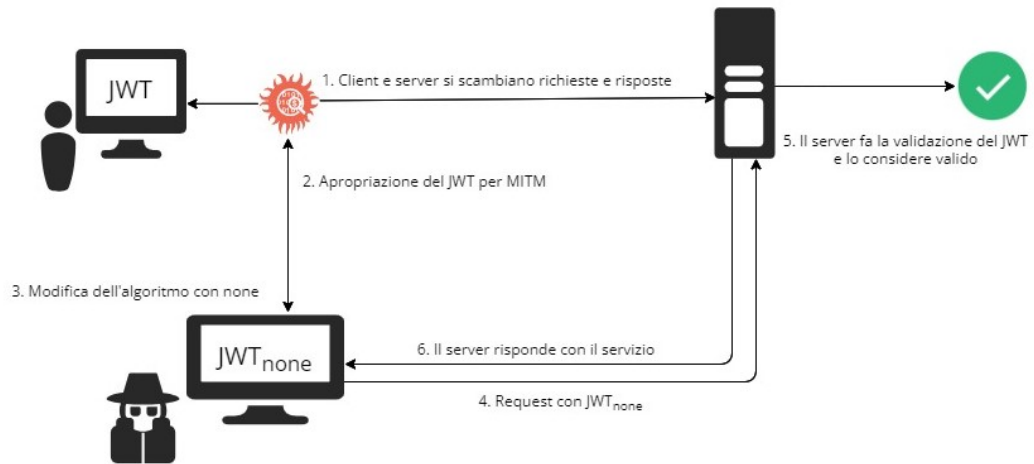 JWT
1. Client e server si scambiano richieste e risposte
5. Il server fa la validazione del JWT
e lo considere valido
2. Apropriazione del JWT per MITM
3. Modifica dell'algoritmo con none
JWTnone
6. Il server risponde con il servizio
4. Request con JWTnone